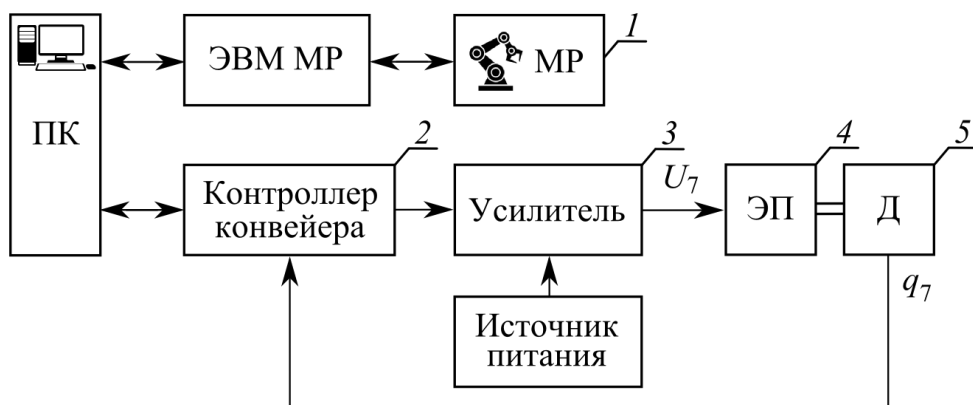 ПК
ЭВМ МР
МР
1
Контроллер
конвейера
2
Усилитель
3
U7
ЭП
4
Д
5
q7
Источник
питания